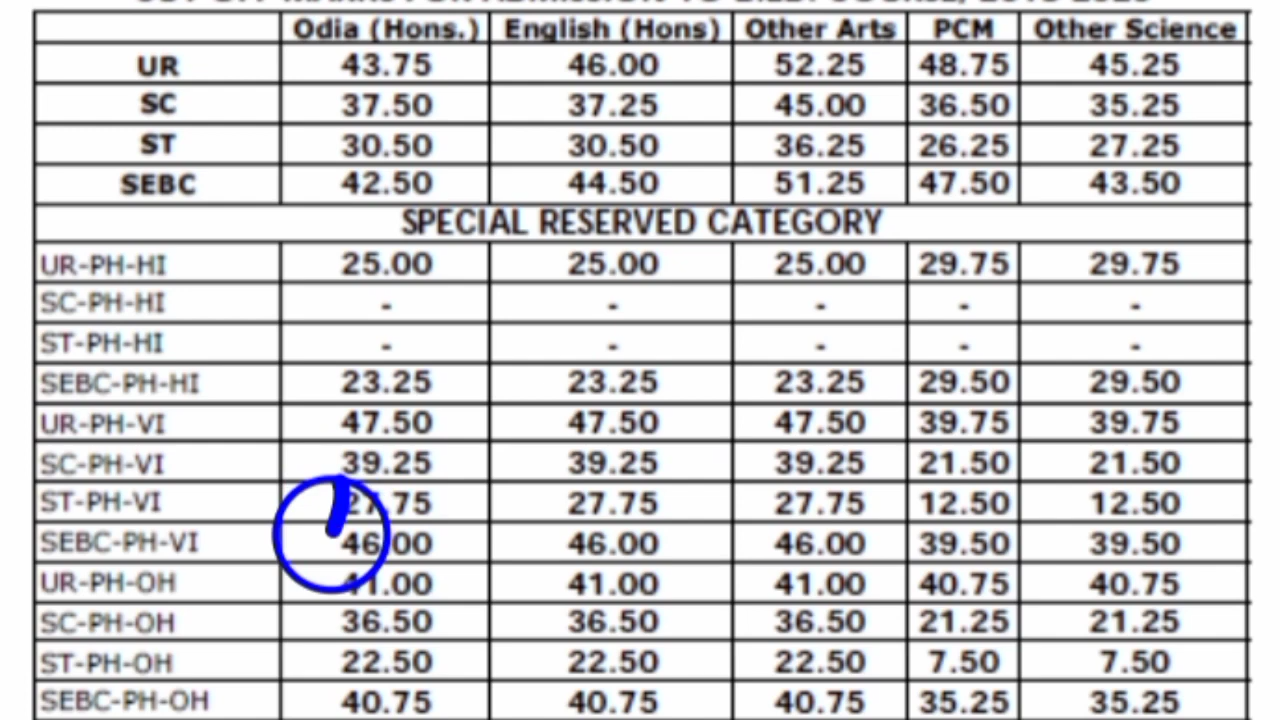 Odia (Hons.) English (Hons) Other Arts PCM Other Science
UR 43.75 46.00 52.25 48.75 45.25
SC 37.50 37.25 45.00 36.50 35.25
ST 30.50 30.50 36.25 26.25 27.25
SEBC 42.50 44.50 51.25 47.50 43.50
SPECIAL RESERVED CATEGORY
UR-PH-HI 25.00 25.00 25.00 29.75 29.75
SC-PH-HI - - - - -
ST-PH-HI - - - - -
SEBC-PH-HI 23.25 23.25 23.25 29.50 29.50
UR-PH-VI 47.50 47.50 47.50 39.75 39.75
SC-PH-VI 39.25 39.25 39.25 21.50 21.50
ST-PH-VI 27.75 27.75 27.75 12.50 12.50
SEBC-PH-VI 46.00 46.00 46.00 39.50 39.50
UR-PH-OH 41.00 41.00 41.00 40.75 40.75
SC-PH-OH 36.50 36.50 36.50 21.25 21.25
ST-PH-OH 22.50 22.50 22.50 7.50 7.50
SEBC-PH-OH 40.75 40.75 40.75 35.25 35.25